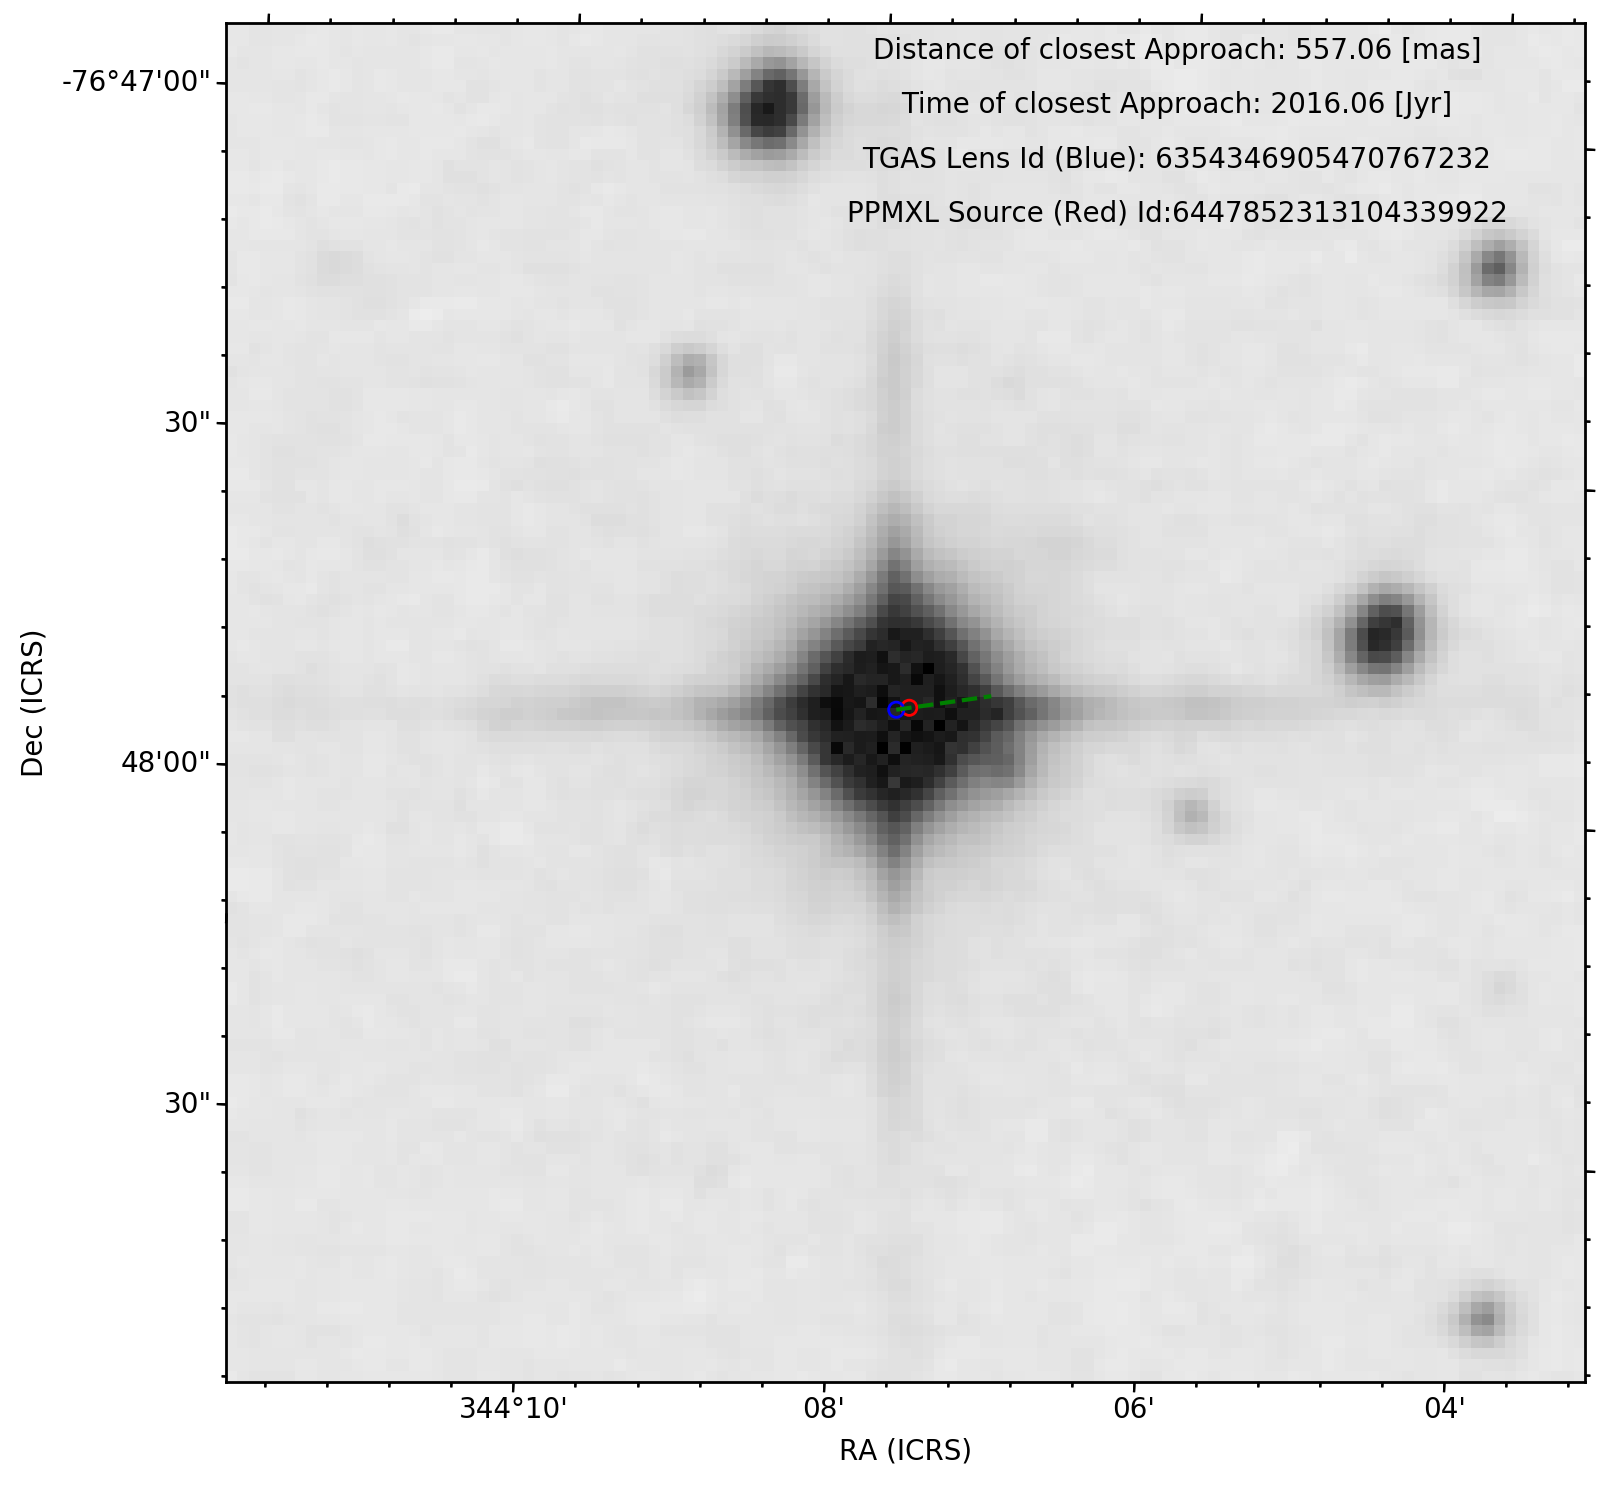 Distance of closest Approach: 557.06 [mas]
Time of closest Approach: 2016.06 [Jyr]
TGAS Lens Id (Blue): 6354346905470767232
PPMXL Source (Red) Id:6447852313104339922
-76°47'00"
30"
48'00"
30"
Dec (ICRS)
344°10'
08'
06'
04'
RA (ICRS)